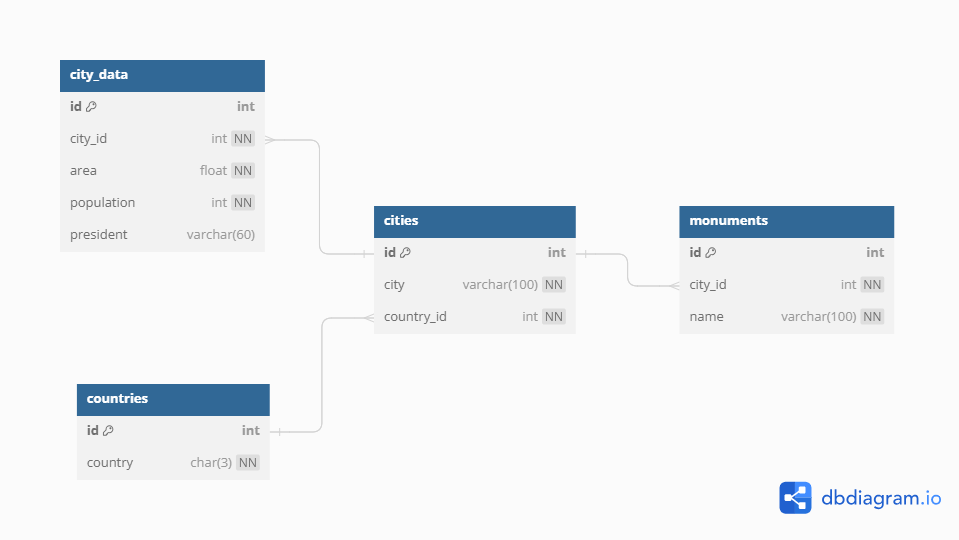 city_data
id int
city_id int NN
area float NN
population int NN
president varchar(60)
cities
id int
city varchar(100) NN
country_id int NN
monuments
id int
city_id int NN
name varchar(100) NN
countries
id int
country char(3) NN
dbdiagram.io